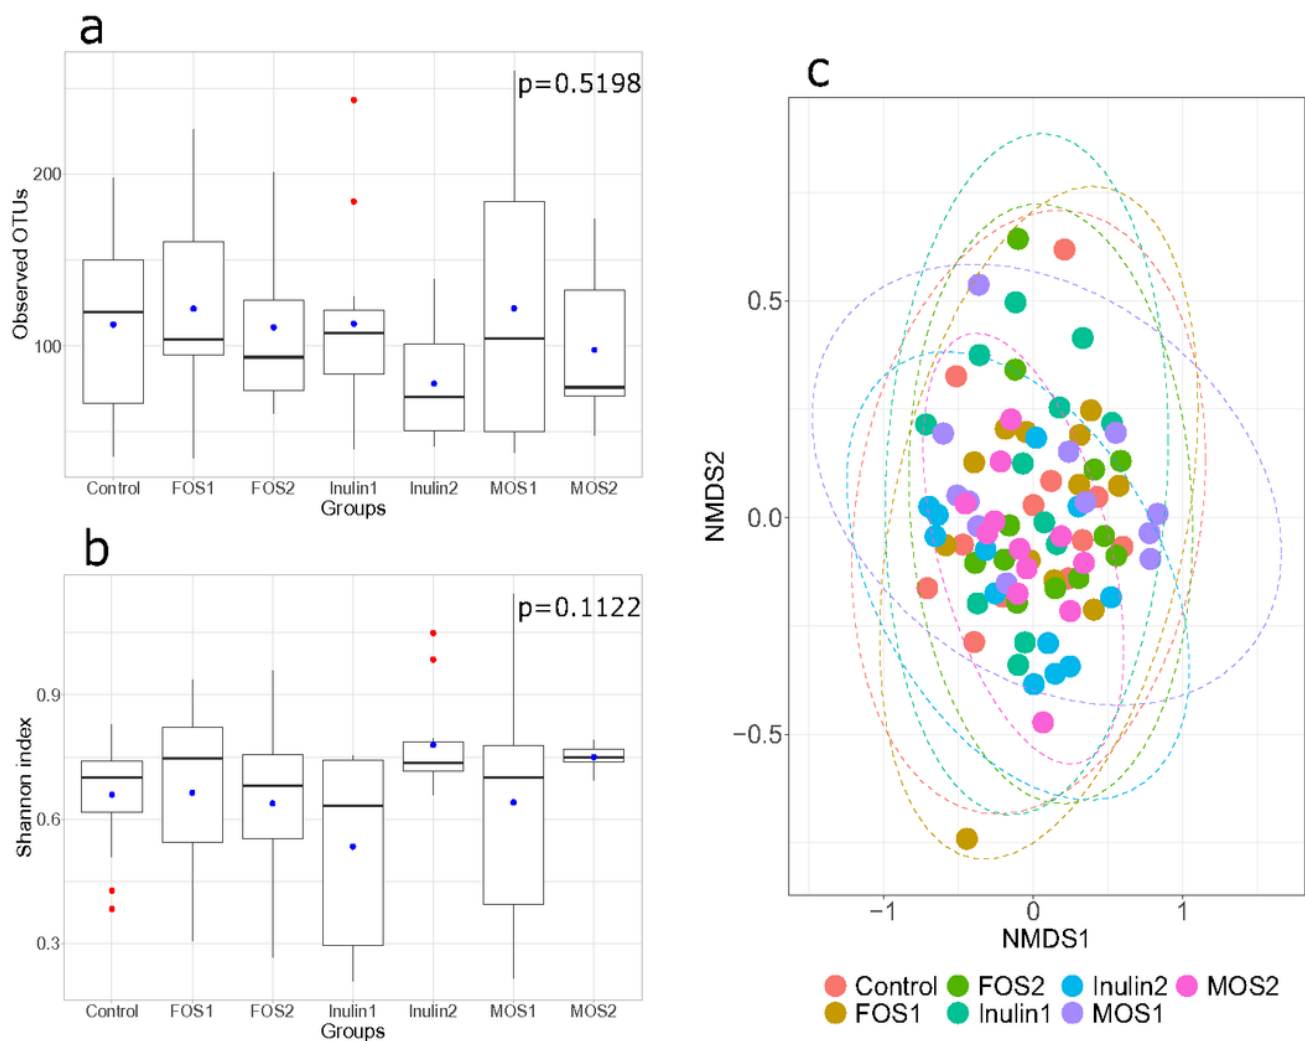 a
p=0.5198
Observed OTUs
200
100
Control FOS1 FOS2 Inulin1 Inulin2 MOS1 MOS2
Groups
b
p=0.1122
Shannon index
0.9
0.6
0.3
Control FOS1 FOS2 Inulin1 Inulin2 MOS1 MOS2
Groups
c
NMDS2
0.5
0.0
−0.5
−1 0 1
NMDS1
Control FOS2 Inulin2 MOS2
FOS1 Inulin1 MOS1